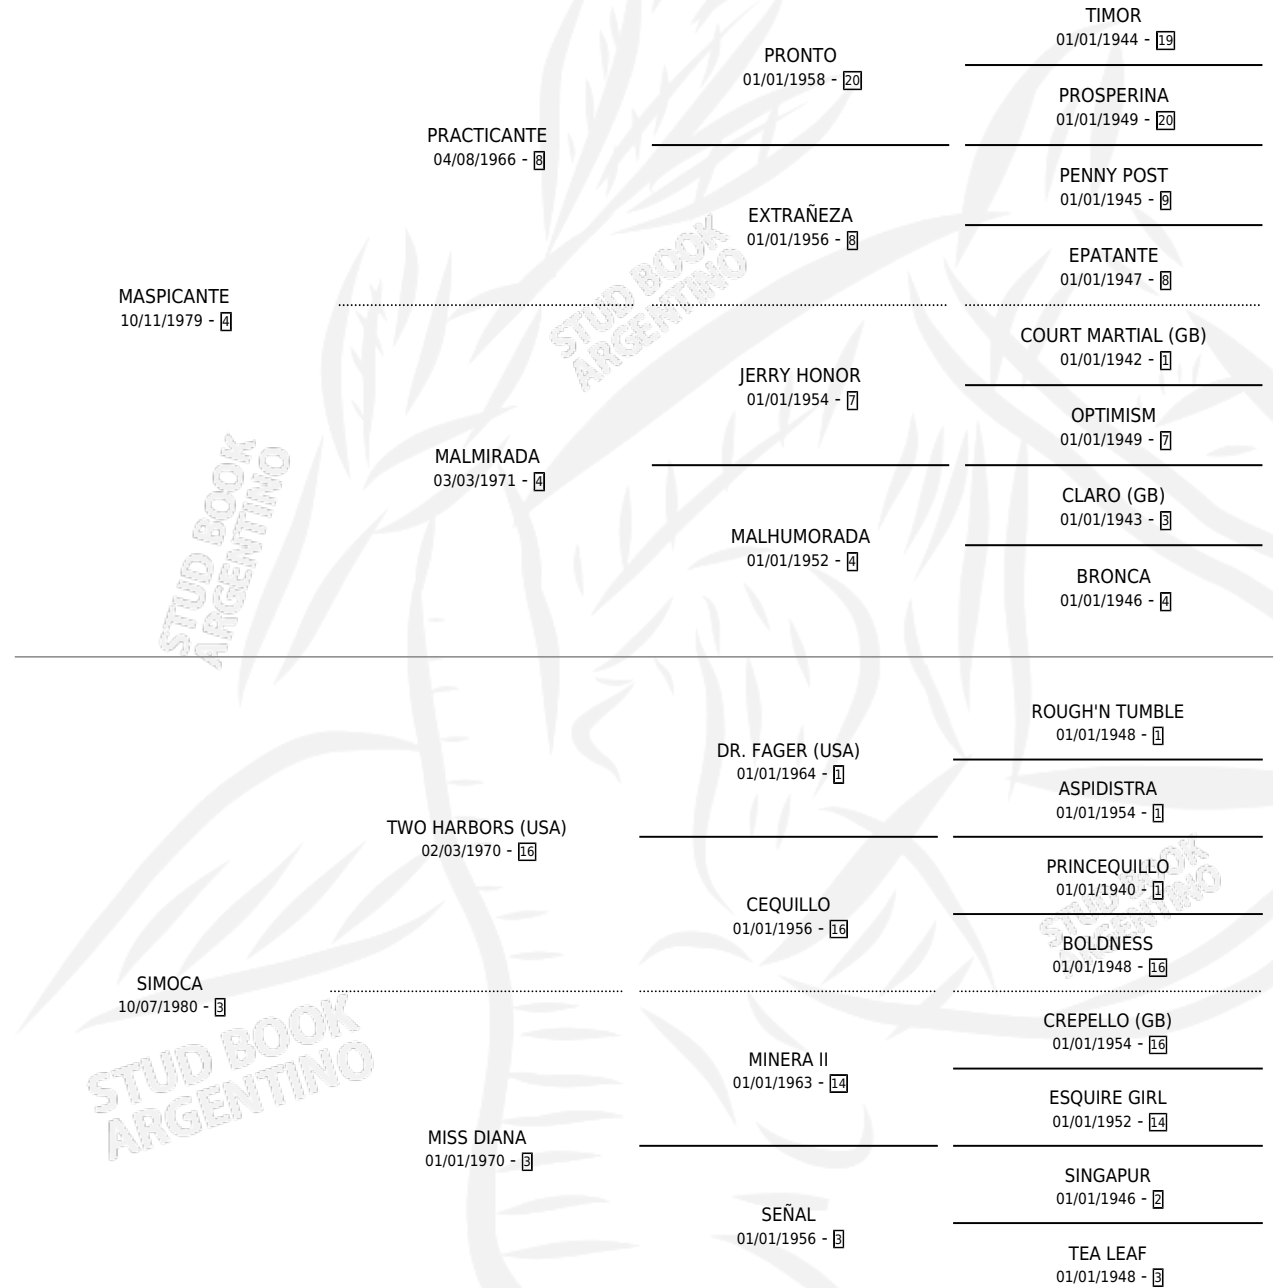 TIMOR
01/01/1944 - 19
PRONTO
01/01/1958 - 20
PROSPERINA
01/01/1949 - 20
PRACTICANTE
04/08/1966 - 8
PENNY POST
01/01/1945 - 9
EXTRAÑEZA
01/01/1956 - 8
EPATANTE
01/01/1947 - 8
MASPICANTE
10/11/1979 - 4
COURT MARTIAL (GB)
01/01/1942 - 1
JERRY HONOR
01/01/1954 - 7
OPTIMISM
01/01/1949 - 7
MALMIRADA
03/03/1971 - 4
CLARO (GB)
01/01/1943 - 3
MALHUMORADA
01/01/1952 - 4
BRONCA
01/01/1946 - 4
ROUGH'N TUMBLE
01/01/1948 - 1
DR. FAGER (USA)
01/01/1964 - 1
ASPIDISTRA
01/01/1954 - 1
TWO HARBORS (USA)
02/03/1970 - 16
PRINCEQUILLO
01/01/1940 - 1
CEQUILLO
01/01/1956 - 16
BOLDNESS
01/01/1948 - 16
SIMOCA
10/07/1980 - 3
CREPELLO (GB)
01/01/1954 - 16
MINERA II
01/01/1963 - 14
ESQUIRE GIRL
01/01/1952 - 14
MISS DIANA
01/01/1970 - 3
SINGAPUR
01/01/1946 - 2
SEÑAL
01/01/1956 - 3
TEA LEAF
01/01/1948 - 3
STUD BOOK
ARGENTINO
STUD BOOK
ARGENTINO
STUD BOOK
ARGENTINO
STUD BOOK
ARGENTINO